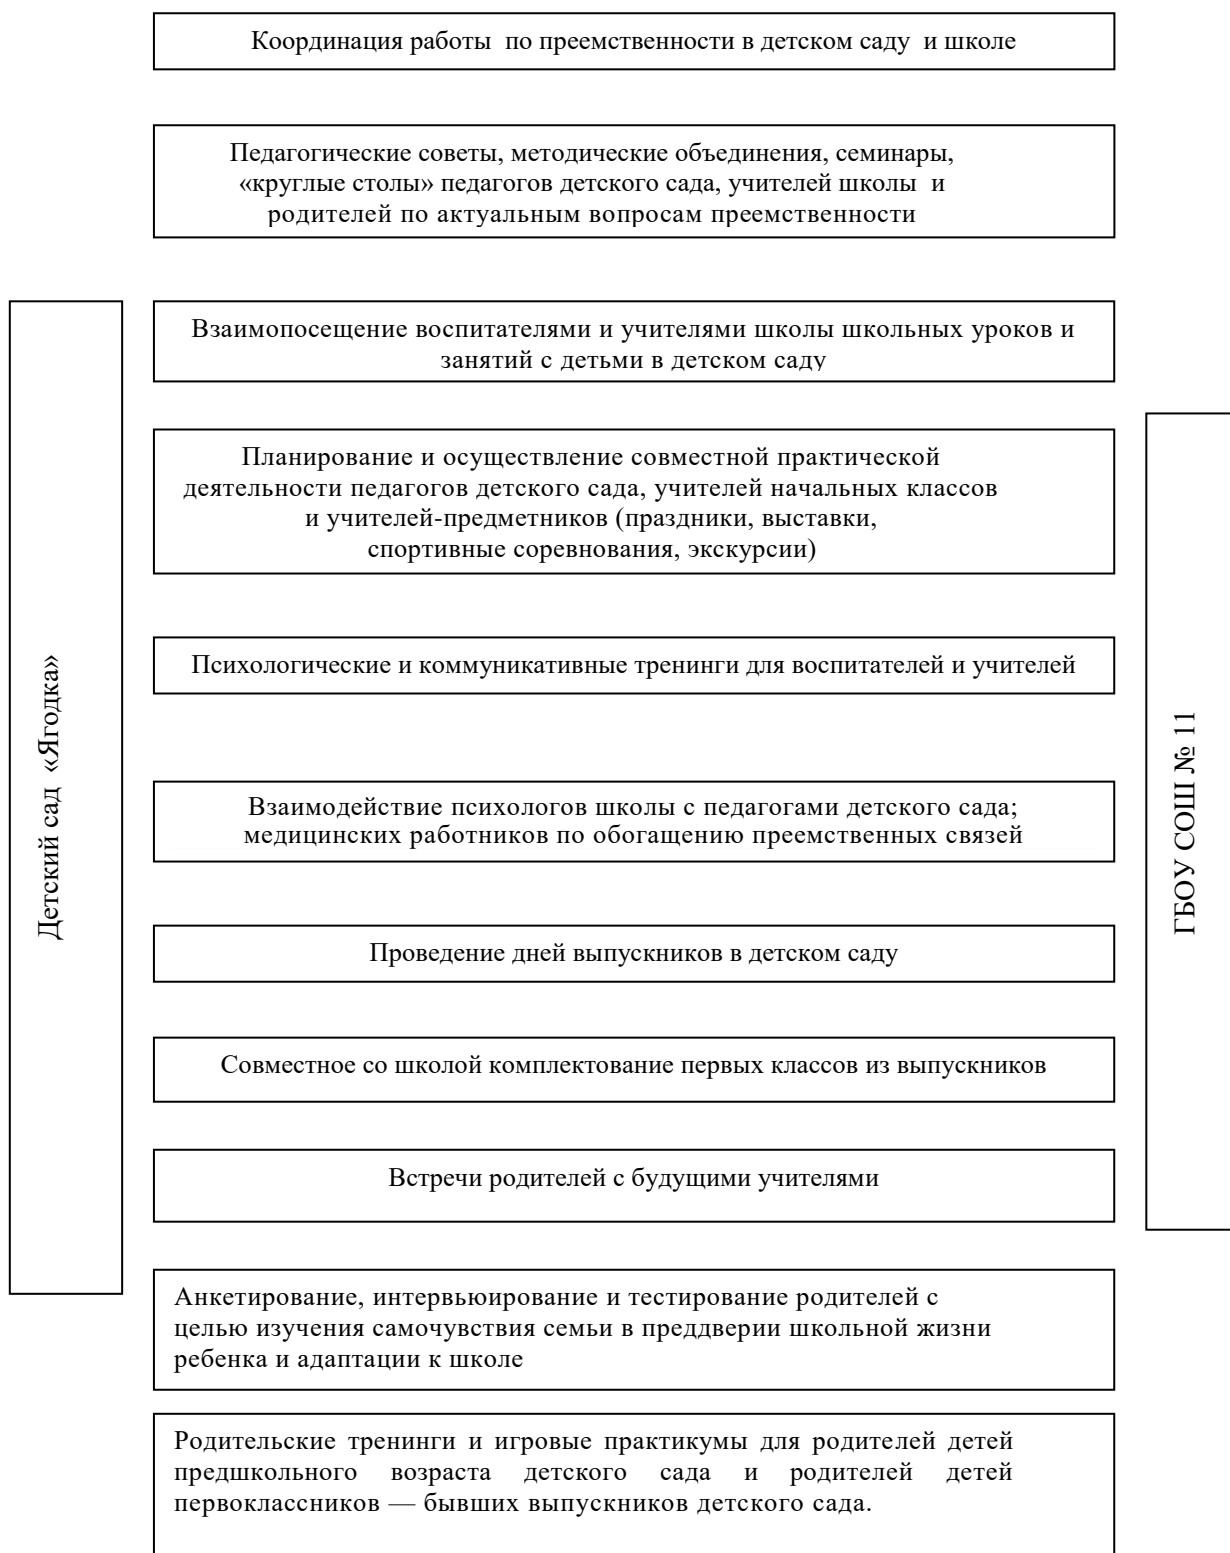 Координация работы  по преемственности в детском саду  и школе
Педагогические советы, методические объединения, семинары,
«круглые столы» педагогов детского сада, учителей школы  и
родителей по актуальным вопросам преемственности
Взаимопосещение воспитателями и учителями школы школьных уроков и
занятий с детьми в детском саду
Планирование и осуществление совместной практической
деятельности педагогов детского сада, учителей начальных классов
и учителей-предметников (праздники, выставки,
спортивные соревнования, экскурсии)
Психологические и коммуникативные тренинги для воспитателей и учителей
Детский сад  «Ягодка»
ГБОУ СОШ № 11
Взаимодействие психологов школы с педагогами детского сада;
медицинских работников по обогащению преемственных связей
Проведение дней выпускников в детском саду
Совместное со школой комплектование первых классов из выпускников
Встречи родителей с будущими учителями
Анкетирование, интервьюирование и тестирование родителей с
целью изучения самочувствия семьи в преддверии школьной жизни
ребенка и адаптации к школе
Родительские тренинги и игровые практикумы для родителей детей
предшкольного возраста детского сада и родителей детей
первоклассников — бывших выпускников детского сада.